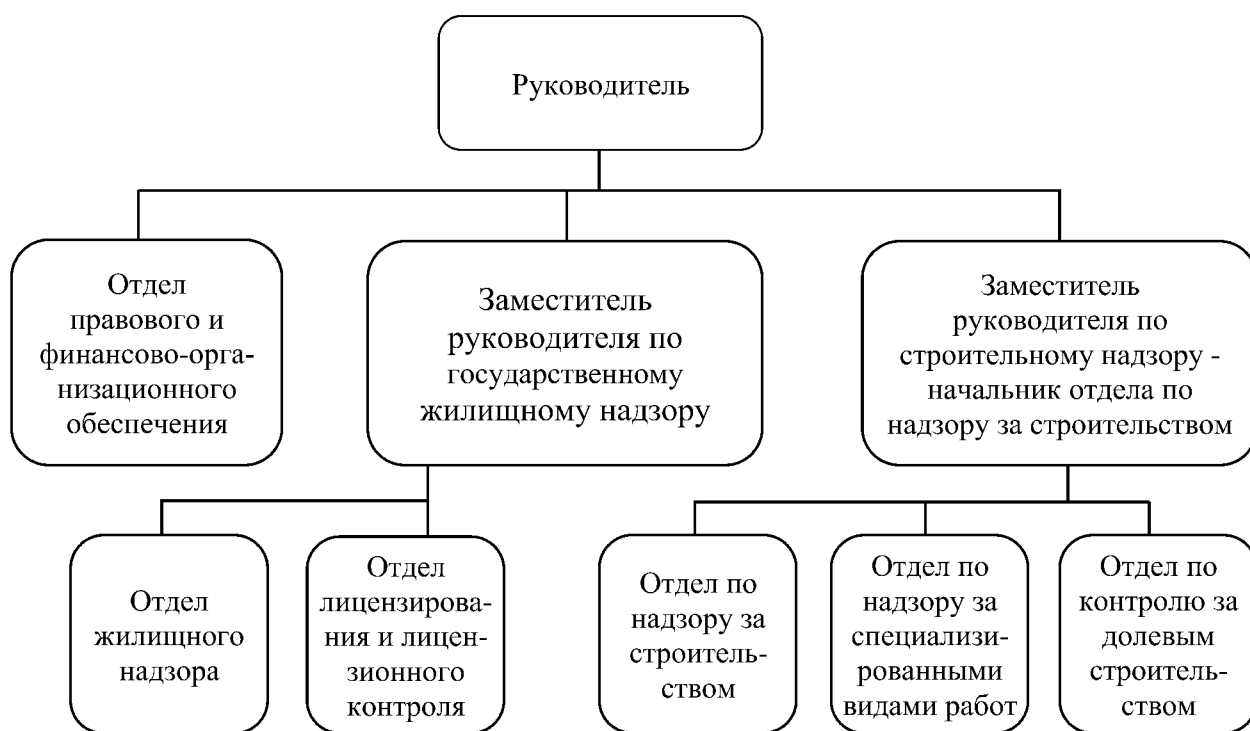 Руководитель
Отдел
правового и
финансово-орга-
низационного
обеспечения
Заместитель
руководителя по
государственному
жилищному надзору
Заместитель
руководителя по
строительному надзору -
начальник отдела по
надзору за строительством
Отдел
жилищного
надзора
Отдел
лицензирова-
ния и лицен-
зионного
контроля
Отдел по
надзору за
строитель-
ством
Отдел по
надзору за
специализи-
рованными
видами работ
Отдел по
контролю за
долевым
строитель-
ством